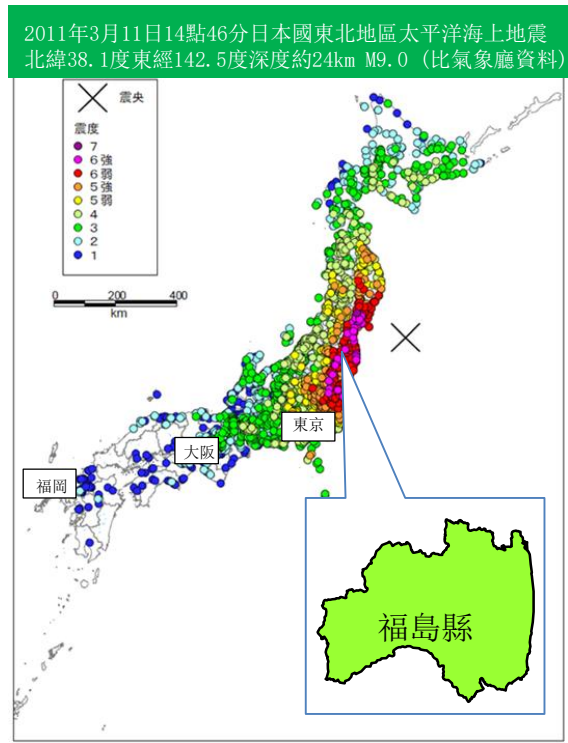 2011年3月11日14點46分日本國東北地區太平洋海上地震
北緯38.1度東經142.5度深度約24km M9.0 (比氣象廳資料)
震央
震度
7
6強
6弱
5強
5弱
4
3
2
1
0 200 400
km
東京
大阪
福岡
福島縣